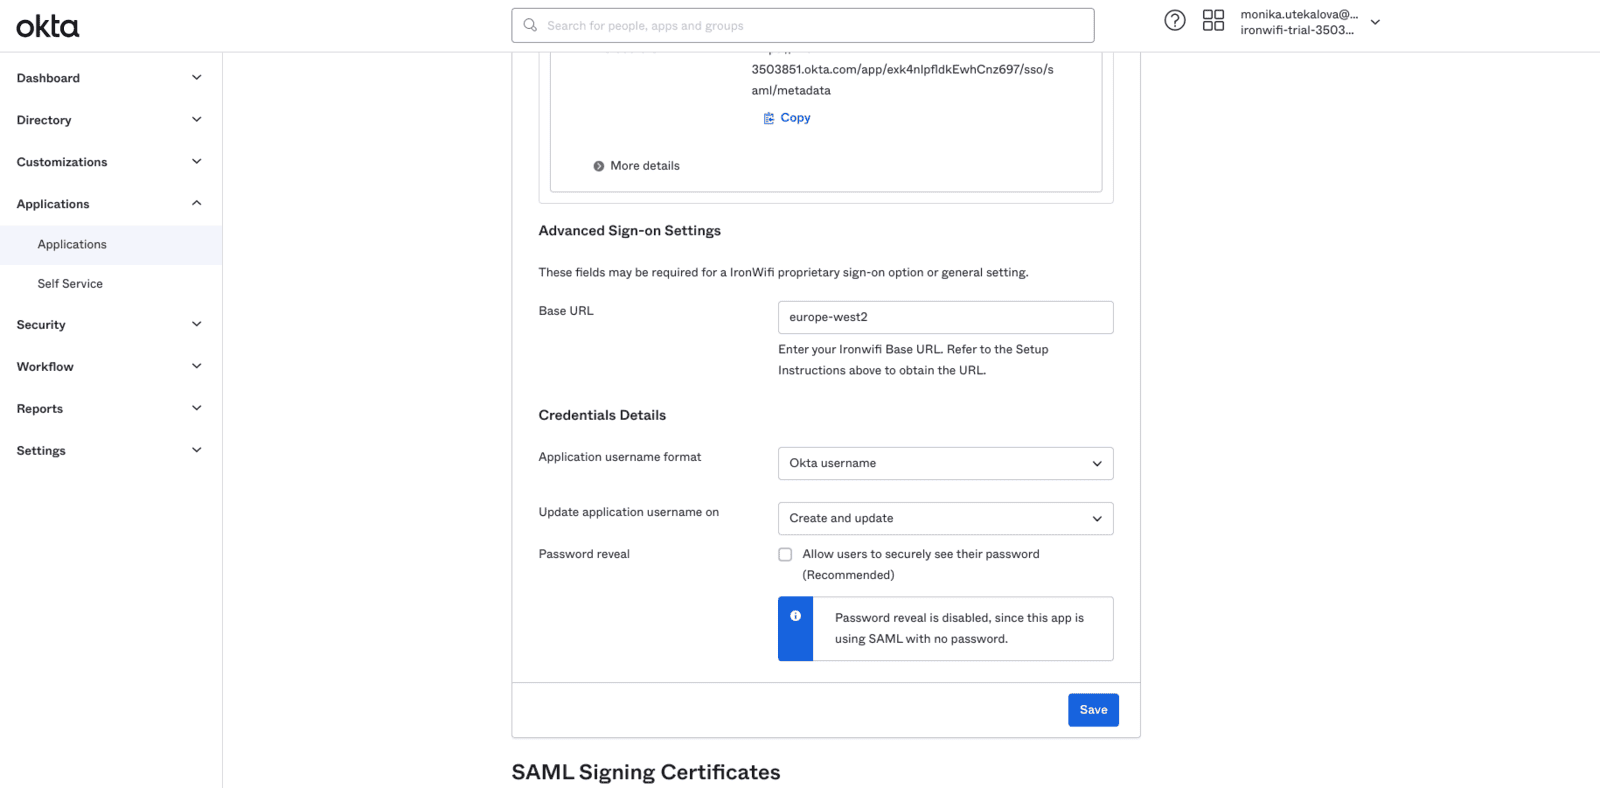 okta
Search for people, apps and groups
monika.utekalova@...
ironwifi-trial-3503...
Dashboard
Directory
Customizations
Applications
Applications
Self Service
Security
Workflow
Reports
Settings
3503851.okta.com/app/exk4nlpfldkEwhCnz697/sso/s
aml/metadata
Copy
More details
Advanced Sign-on Settings
These fields may be required for a IronWifi proprietary sign-on option or general setting.
Base URL
europe-west2
Enter your Ironwifi Base URL. Refer to the Setup
Instructions above to obtain the URL.
Credentials Details
Application username format
Okta username
Update application username on
Create and update
Password reveal
Allow users to securely see their password
(Recommended)
Password reveal is disabled, since this app is
using SAML with no password.
Save
SAML Signing Certificates